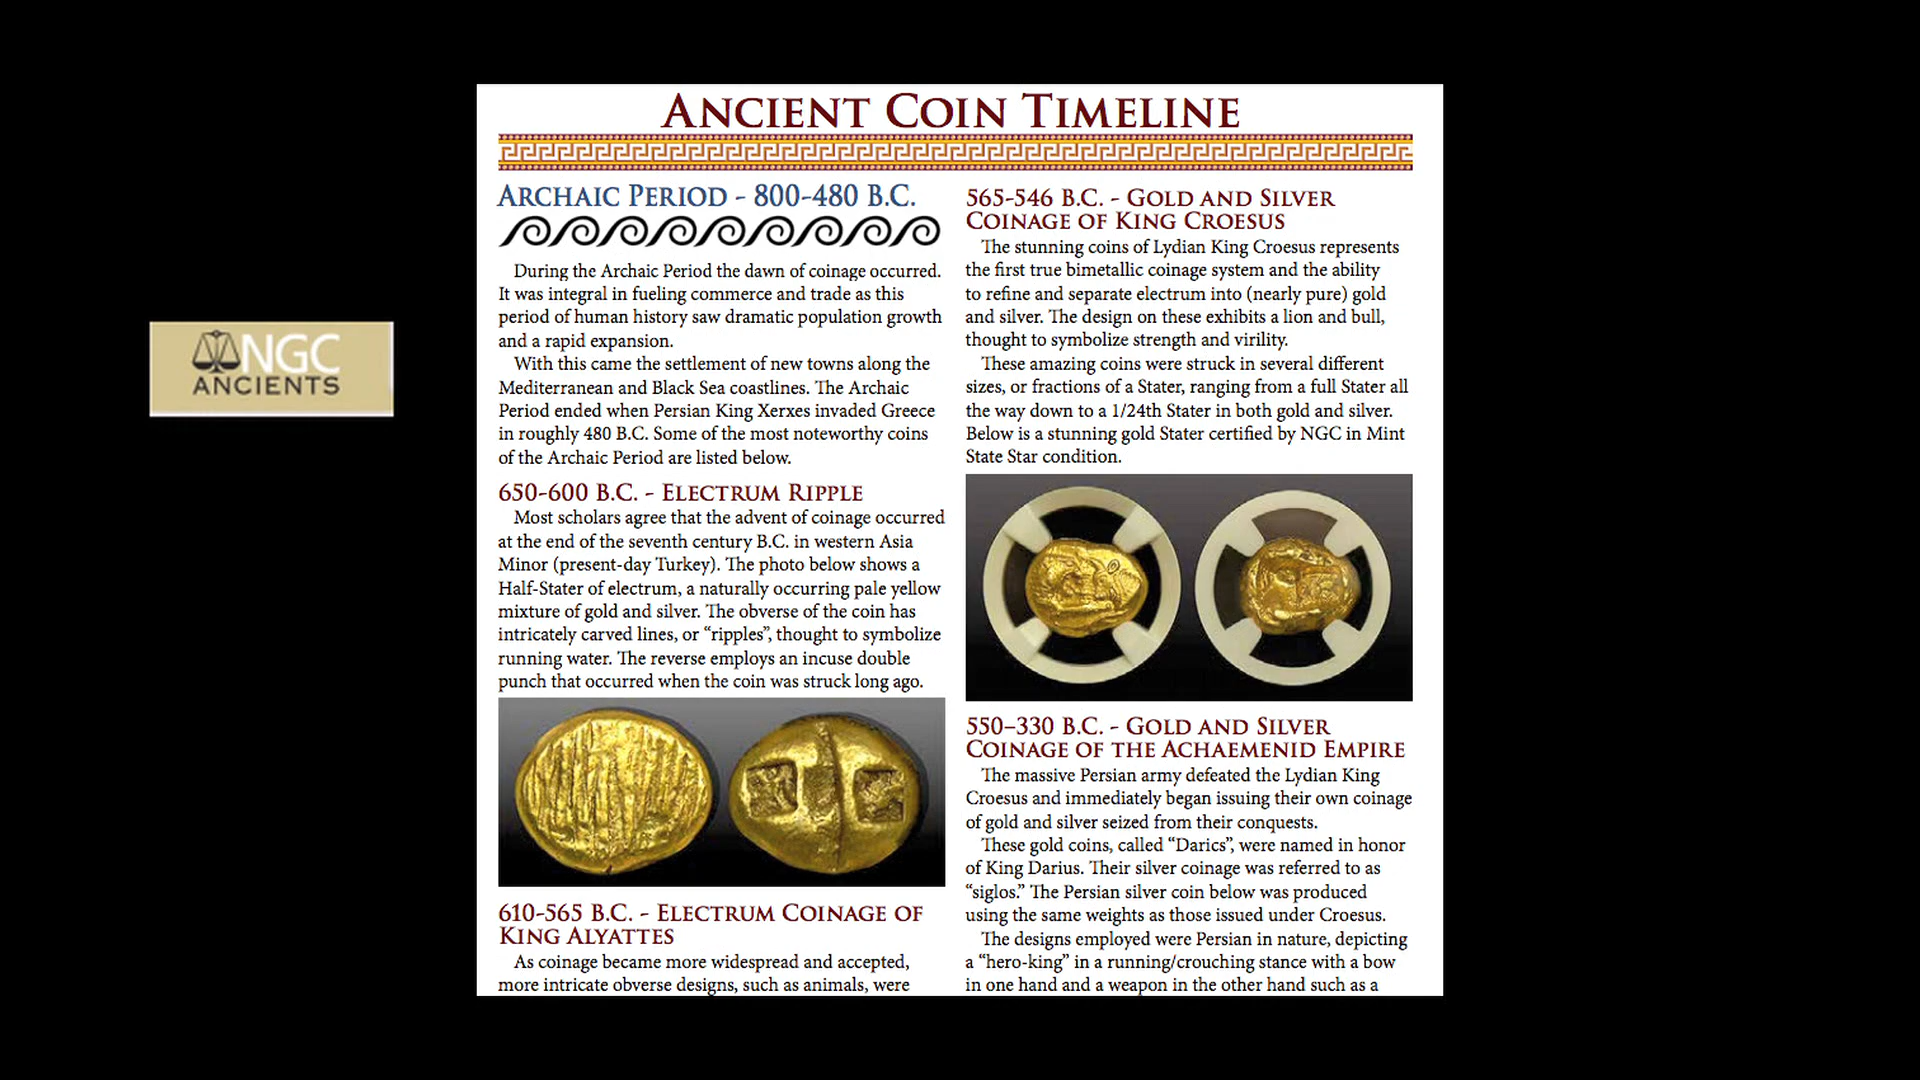 NGC
ANCIENTS
ANCIENT COIN TIMELINE
ARCHAIC PERIOD - 800-480 B.C.
During the Archaic Period the dawn of coinage occurred.
It was integral in fueling commerce and trade as this
period of human history saw dramatic population growth
and a rapid expansion.
With this came the settlement of new towns along the
Mediterranean and Black Sea coastlines. The Archaic
Period ended when Persian King Xerxes invaded Greece
in roughly 480 B.C. Some of the most noteworthy coins
of the Archaic Period are listed below.
650-600 B.C. - ELECTRUM RIPPLE
Most scholars agree that the advent of coinage occurred
at the end of the seventh century B.C. in western Asia
Minor (present-day Turkey). The photo below shows a
Half-Stater of electrum, a naturally occurring pale yellow
mixture of gold and silver. The obverse of the coin has
intricately carved lines, or “ripples”, thought to symbolize
running water. The reverse employs an incuse double
punch that occurred when the coin was struck long ago.
610-565 B.C. - ELECTRUM COINAGE OF
KING ALYATTES
As coinage became more widespread and accepted,
more intricate obverse designs, such as animals, were
565-546 B.C. - GOLD AND SILVER
COINAGE OF KING CROESUS
The stunning coins of Lydian King Croesus represents
the first true bimetallic coinage system and the ability
to refine and separate electrum into (nearly pure) gold
and silver. The design on these exhibits a lion and bull,
thought to symbolize strength and virility.
These amazing coins were struck in several different
sizes, or fractions of a Stater, ranging from a full Stater all
the way down to a 1/24th Stater in both gold and silver.
Below is a stunning gold Stater certified by NGC in Mint
State Star condition.
550–330 B.C. - GOLD AND SILVER
COINAGE OF THE ACHAEMENID EMPIRE
The massive Persian army defeated the Lydian King
Croesus and immediately began issuing their own coinage
of gold and silver seized from their conquests.
These gold coins, called “Darics”, were named in honor
of King Darius. Their silver coinage was referred to as
“siglos.” The Persian silver coin below was produced
using the same weights as those issued under Croesus.
The designs employed were Persian in nature, depicting
a “hero-king” in a running/crouching stance with a bow
in one hand and a weapon in the other hand such as a